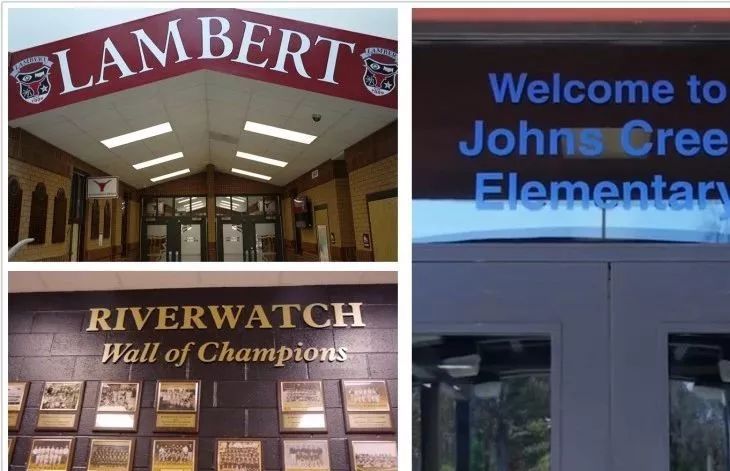 LAMBERT
RIVERWATCH
Wall of Champions
Welcome to
Johns Cree
Elementary